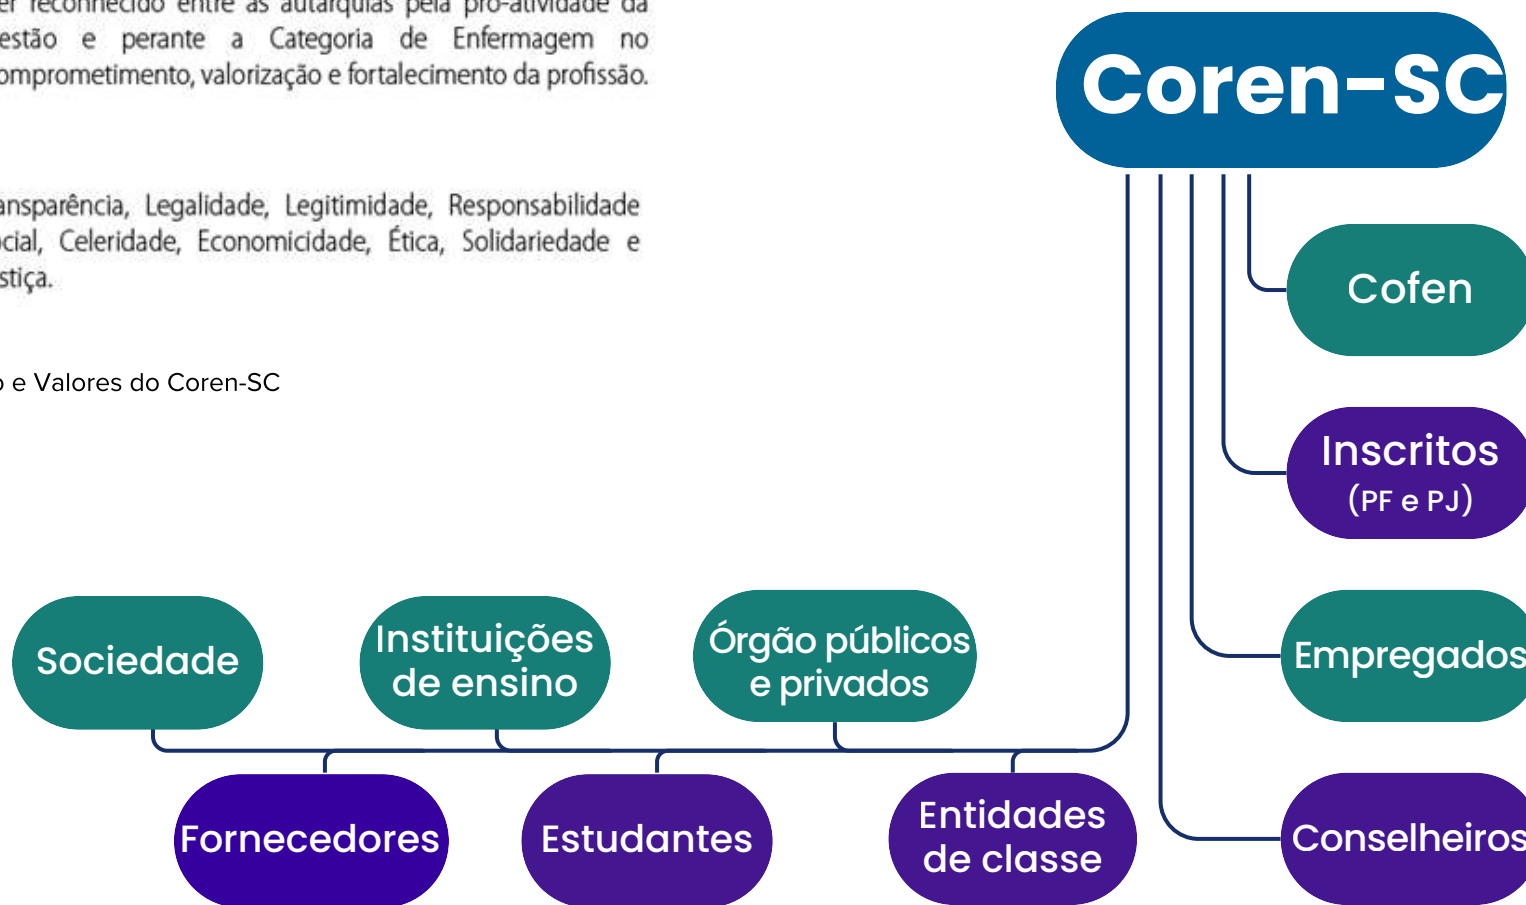 reconhecido entre as autarquias pela pró-atividade da
estão e perante a Categoria de Enfermagem no
omprometimento, valorização e fortalecimento da profissão.
ansparência, Legalidade, Legitimidade, Responsabilidade
cial, Celeridade, Economicidade, Ética, Solidariedade e
stiça.
e Valores do Coren-SC
Coren-SC
Cofen
Inscritos
(PF e PJ)
Empregados
Conselheiros
Sociedade
Instituições
de ensino
Órgão públicos
e privados
Fornecedores
Estudantes
Entidades
de classe